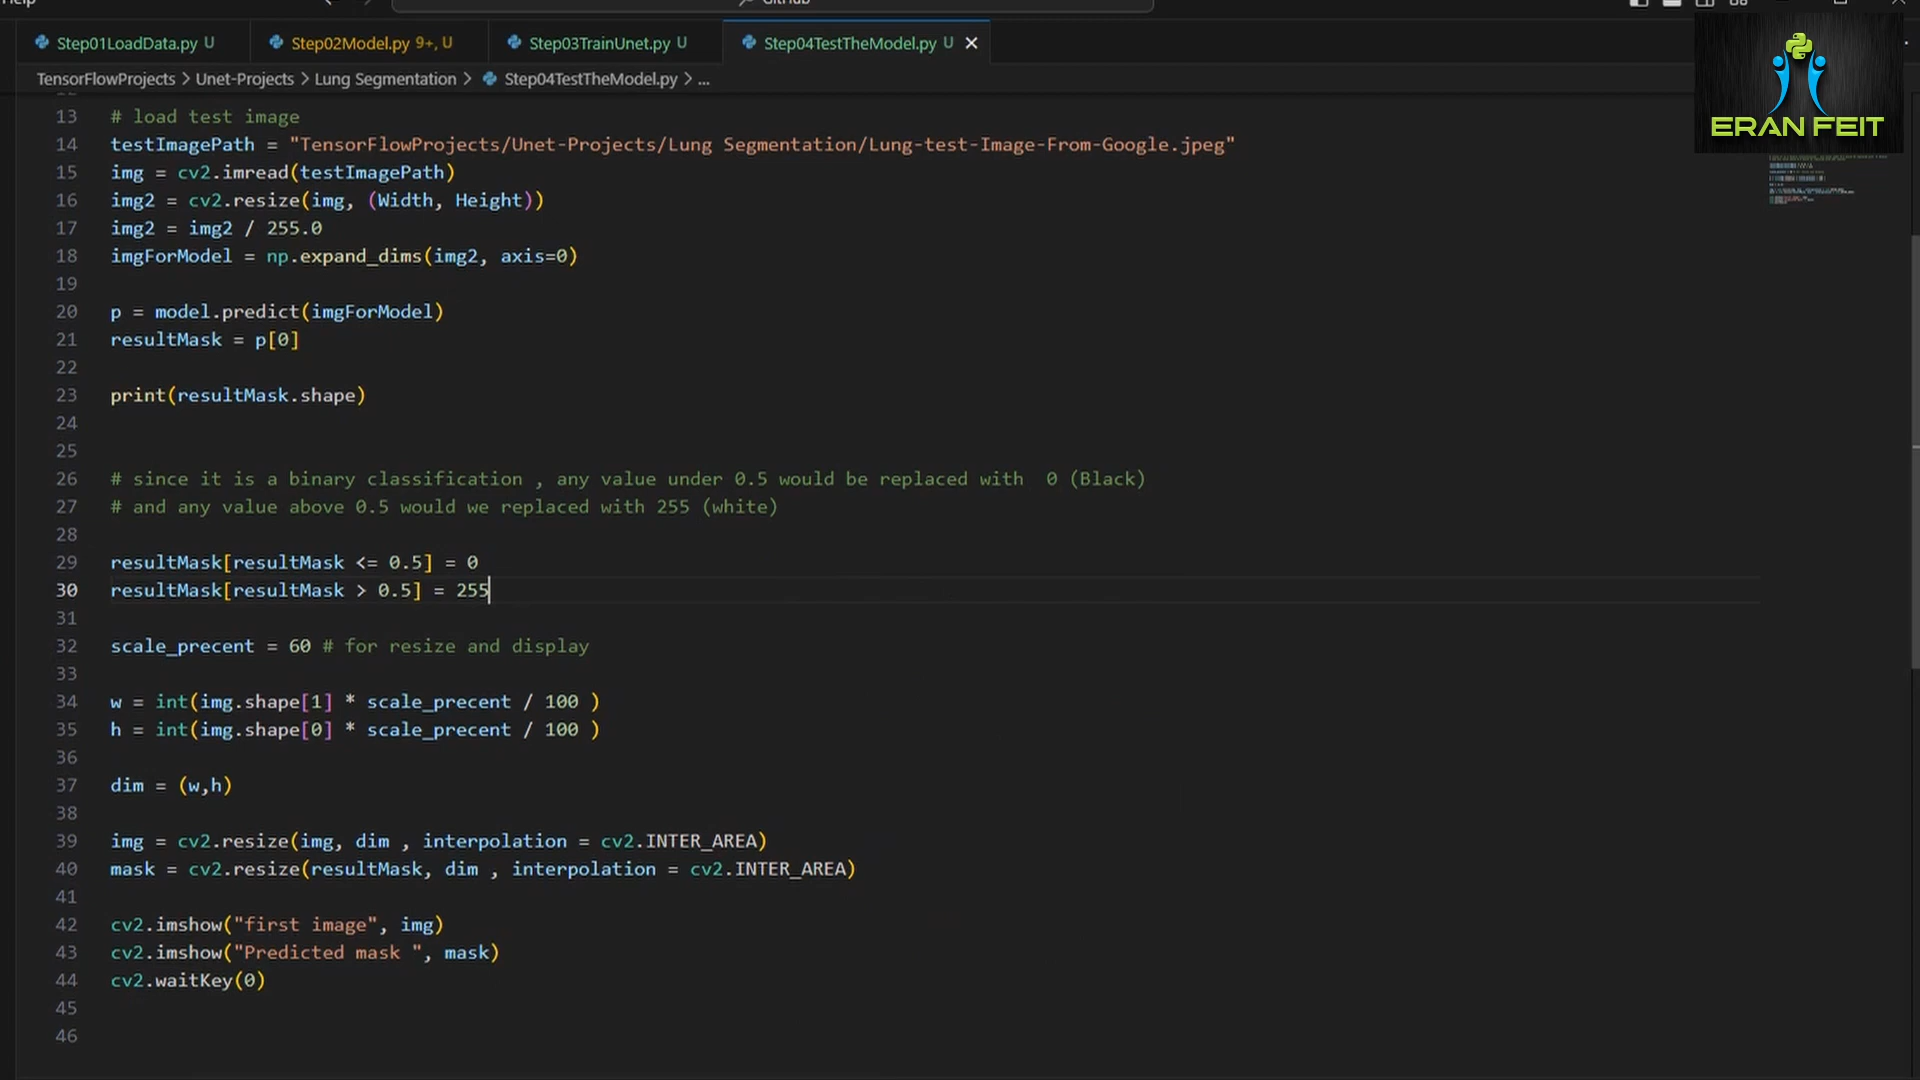 Help
GitHub
Step01LoadData.py U
Step02Model.py 9+, U
Step03TrainUnet.py U
Step04TestTheModel.py U
TensorFlowProjects > Unet-Projects > Lung Segmentation > Step04TestTheModel.py > ...
ERAN FEIT
13 # load test image
14 testImagePath = "TensorFlowProjects/Unet-Projects/Lung Segmentation/Lung-test-Image-From-Google.jpeg"
15 img = cv2.imread(testImagePath)
16 img2 = cv2.resize(img, (Width, Height))
17 img2 = img2 / 255.0
18 imgForModel = np.expand_dims(img2, axis=0)
19
20 p = model.predict(imgForModel)
21 resultMask = p[0]
22
23 print(resultMask.shape)
24
25
26 # since it is a binary classification , any value under 0.5 would be replaced with  0 (Black)
27 # and any value above 0.5 would we replaced with 255 (white)
28
29 resultMask[resultMask <= 0.5] = 0
30 resultMask[resultMask > 0.5] = 255
31
32 scale_precent = 60 # for resize and display
33
34 w = int(img.shape[1] * scale_precent / 100 )
35 h = int(img.shape[0] * scale_precent / 100 )
36
37 dim = (w,h)
38
39 img = cv2.resize(img, dim , interpolation = cv2.INTER_AREA)
40 mask = cv2.resize(resultMask, dim , interpolation = cv2.INTER_AREA)
41
42 cv2.imshow("first image", img)
43 cv2.imshow("Predicted mask ", mask)
44 cv2.waitKey(0)
45
46